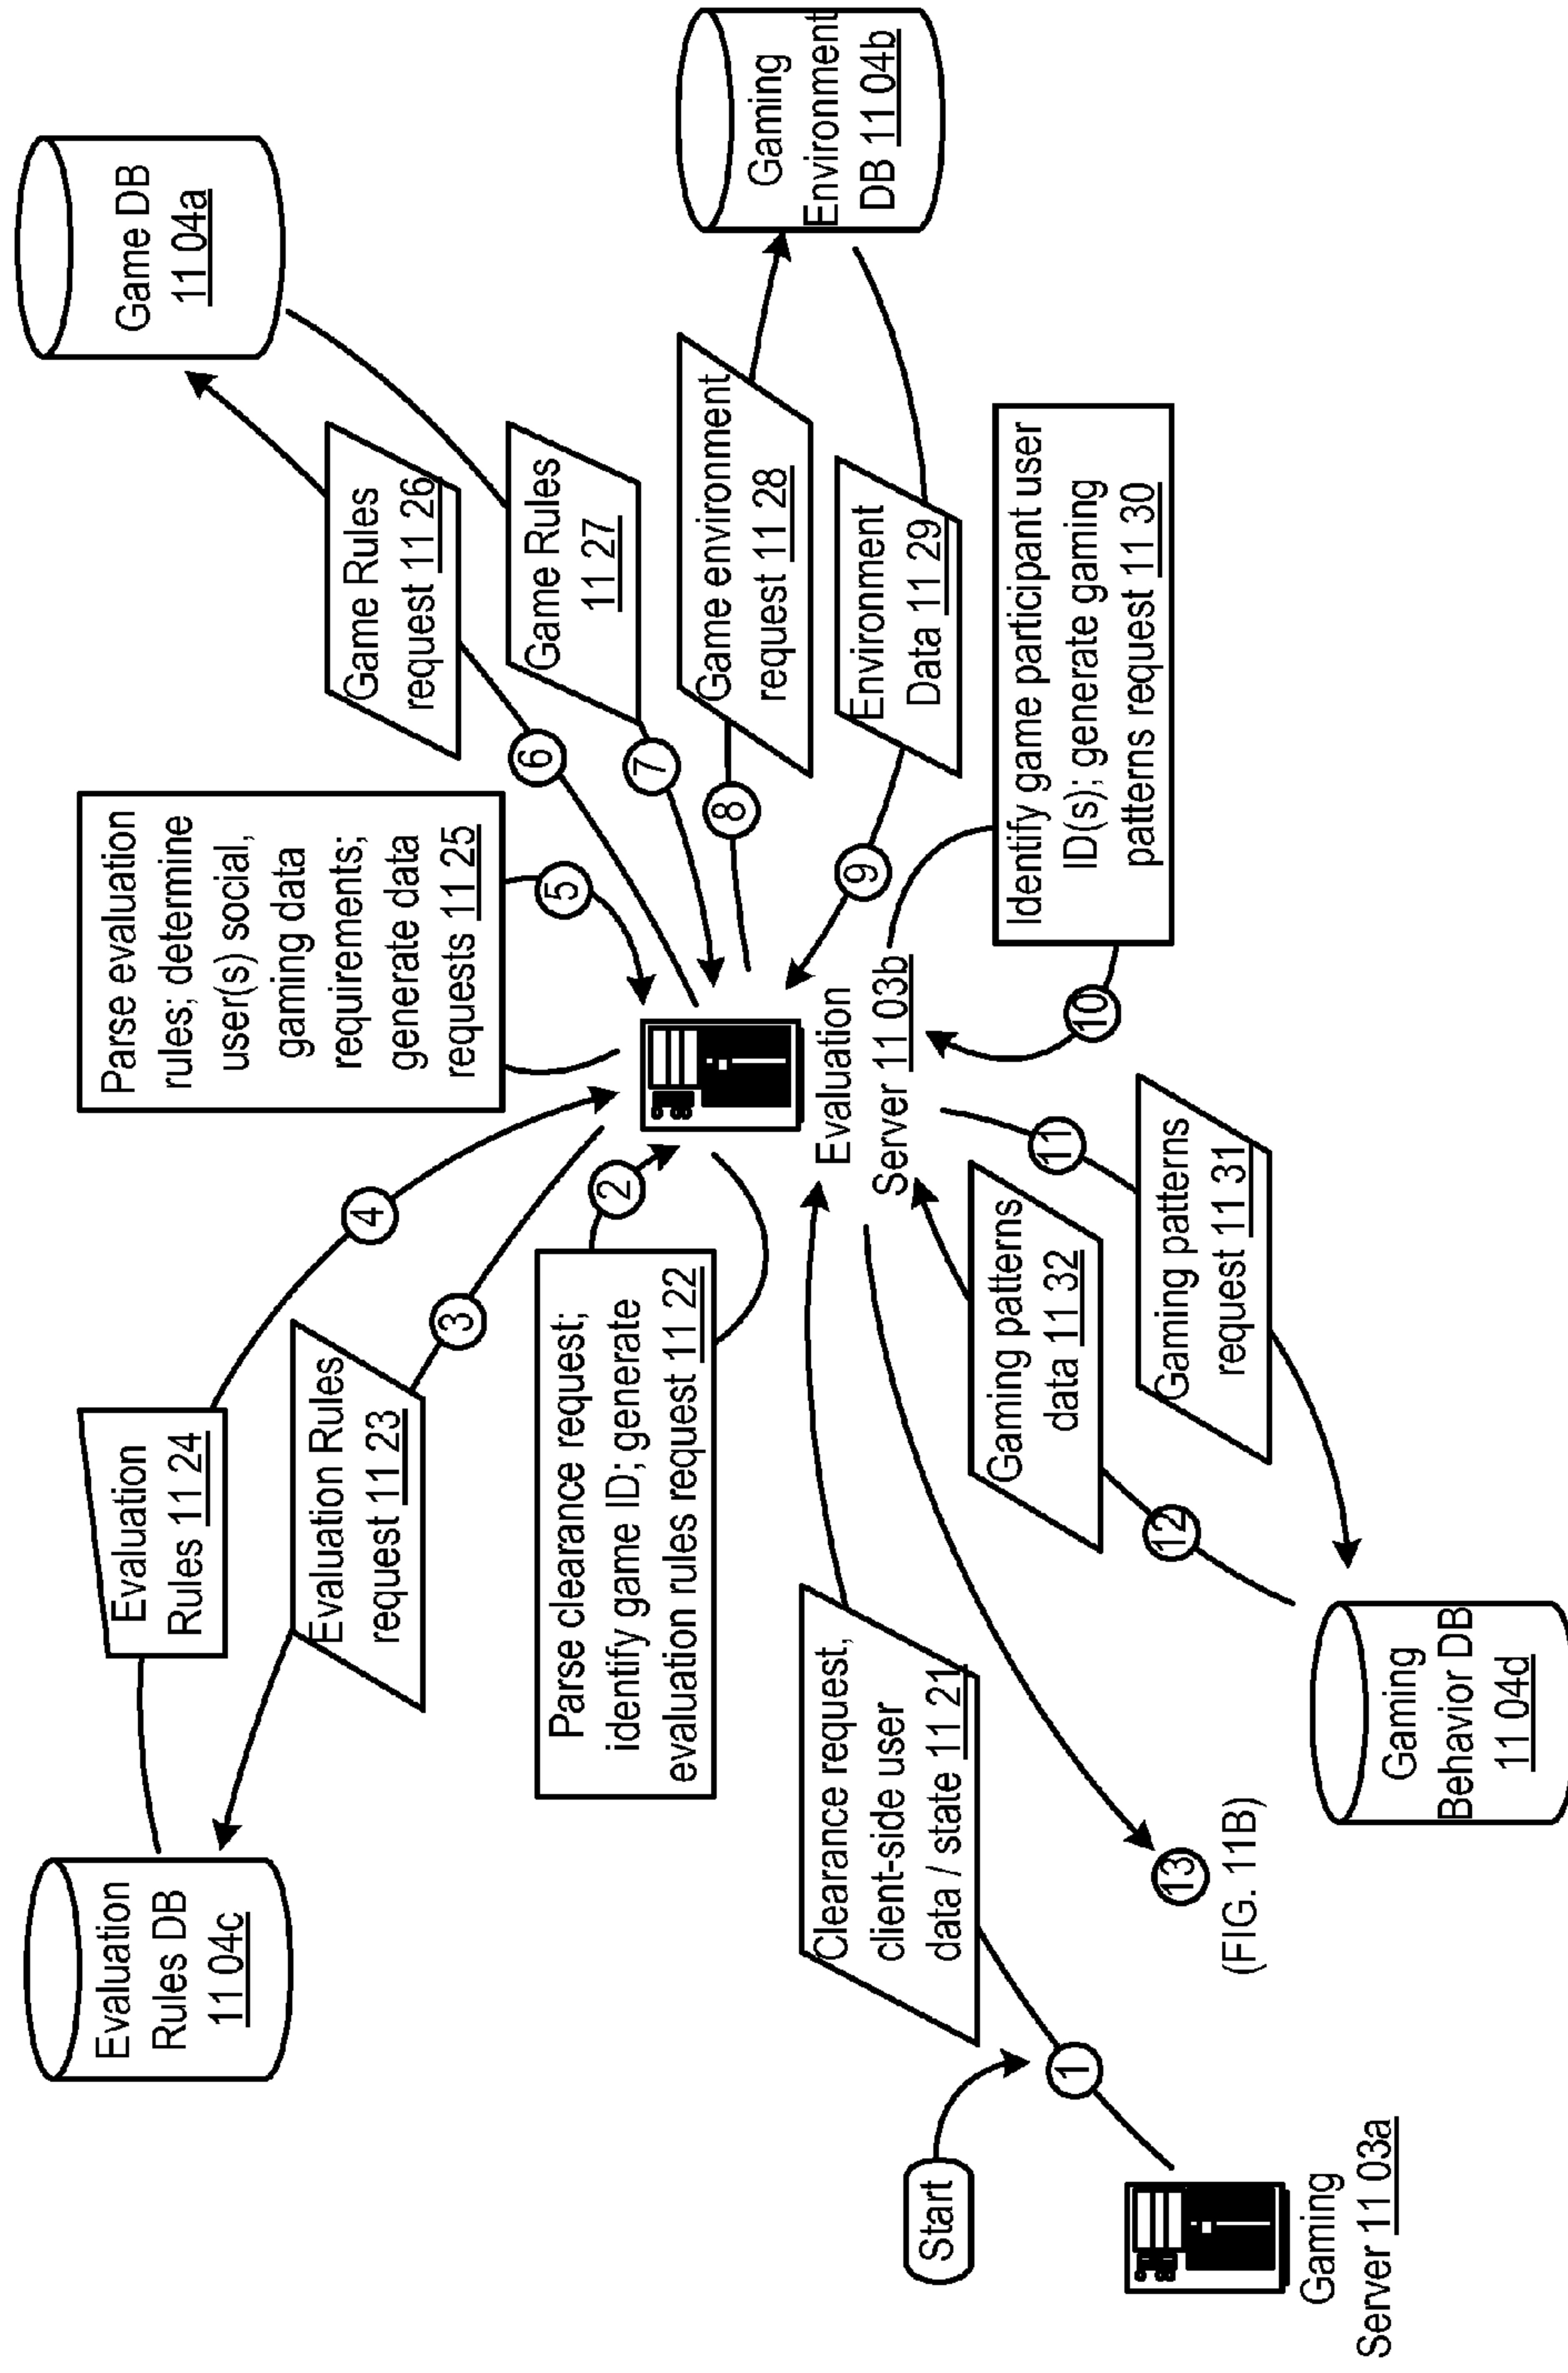 Evaluation
Rules DB
11 04c
Evaluation
Rules 11 24
4
Evaluation Rules
request 11 23
3
Parse evaluation
rules; determine
user(s) social,
gaming data
requirements;
generate data
requests 11 25
5
Game DB
11 04a
Game Rules
request 11 26
6
Game Rules
11 27
7
Parse clearance request;
identify game ID; generate
evaluation rules request 11 22
2
Game environment
request 11 28
8
Gaming
Environment
DB 11 04b
Environment
Data 11 29
9
Evaluation
Server 11 03b
Clearance request,
client-side user
data / state 11 21
Start
1
Gaming
Server 11 03a
13
(FIG. 11B)
Gaming patterns
data 11 32
12
Gaming patterns
request 11 31
11
Identify game participant user
ID(s); generate gaming
patterns request 11 30
10
Gaming
Behavior DB
11 04d